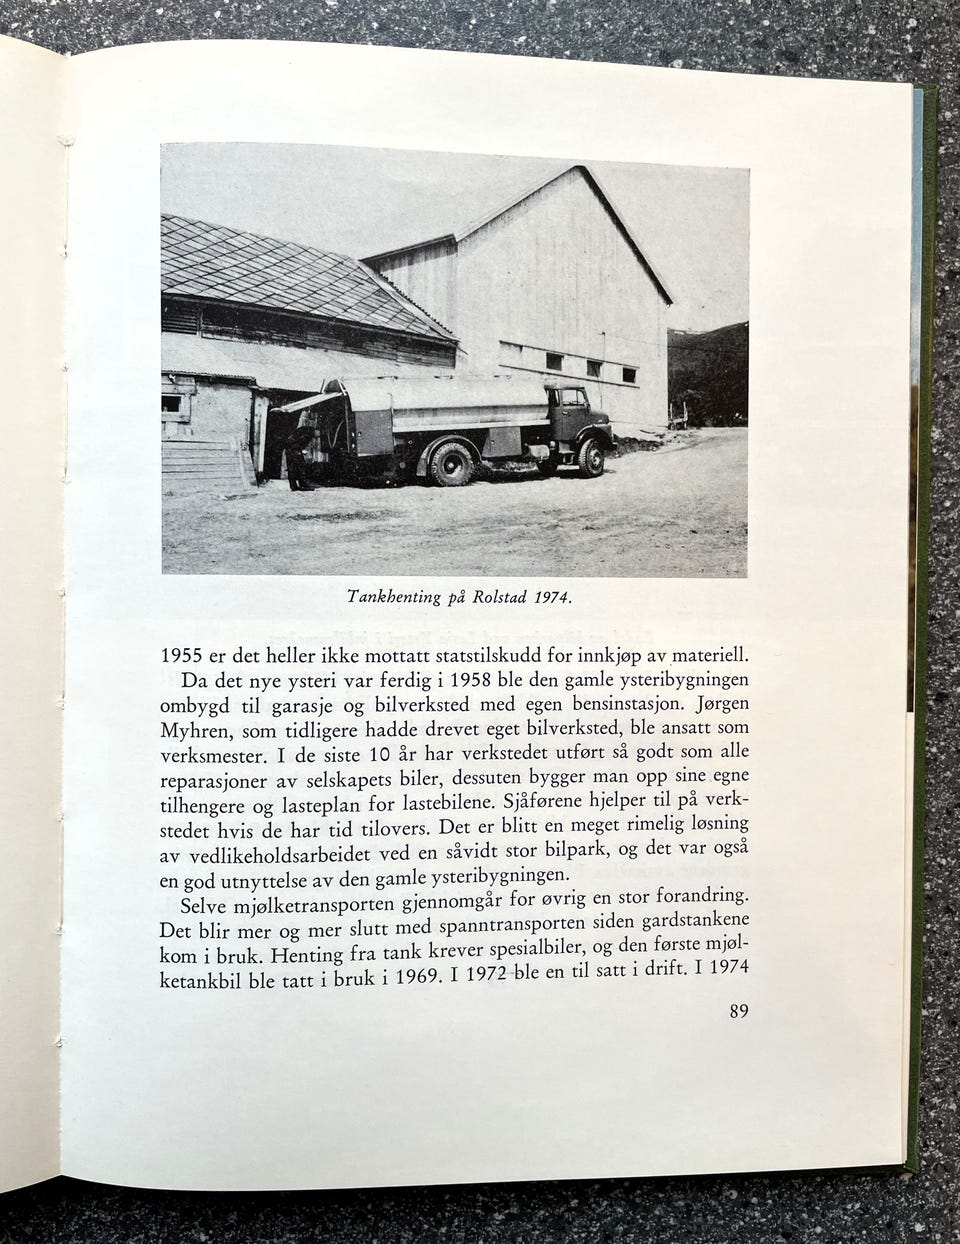 Tankhenting på Rolstad 1974.
1955 er det heller ikke mottatt statstilskudd for innkjøp av materiell.
Da det nye ysteri var ferdig i 1958 ble den gamle ysteribygningen
ombygd til garasje og bilverksted med egen bensinstasjon. Jørgen
Myhren, som tidligere hadde drevet eget bilverksted, ble ansatt som
verksmester. I de siste 10 år har verkstedet utført så godt som alle
reparasjoner av selskapets biler, dessuten bygger man opp sine egne
tilhengere og lasteplan for lastebilene. Sjåførene hjelper til på verk-
stedet hvis de har tid tilovers. Det er blitt en meget rimelig løsning
av vedlikeholdsarbeidet ved en såvidt stor bilpark, og det var også
en god utnyttelse av den gamle ysteribygningen.
Selve mjølketransporten gjennomgår for øvrig en stor forandring.
Det blir mer og mer slutt med spanntransporten siden gardstankene
kom i bruk. Henting fra tank krever spesialbiler, og den første mjøl-
ketankbil ble tatt i bruk i 1969. I 1972 ble en til satt i drift. I 1974
89